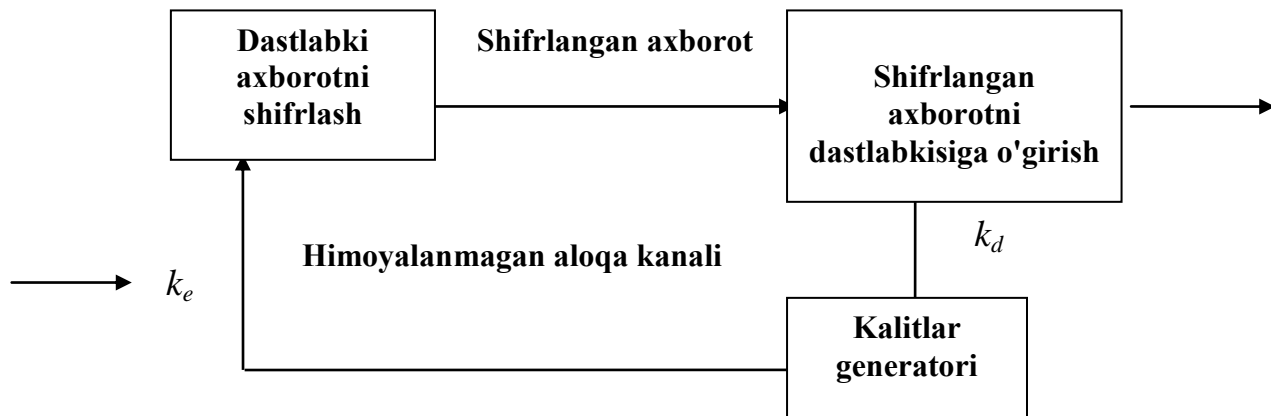 Dastlabki
axborotni
shifrlash
Shifrlangan axborot
Shifrlangan
axborotni
dastlabkisiga o'girish
k_d
Himoyalanmagan aloqa kanali
k_e
Kalitlar
generatori